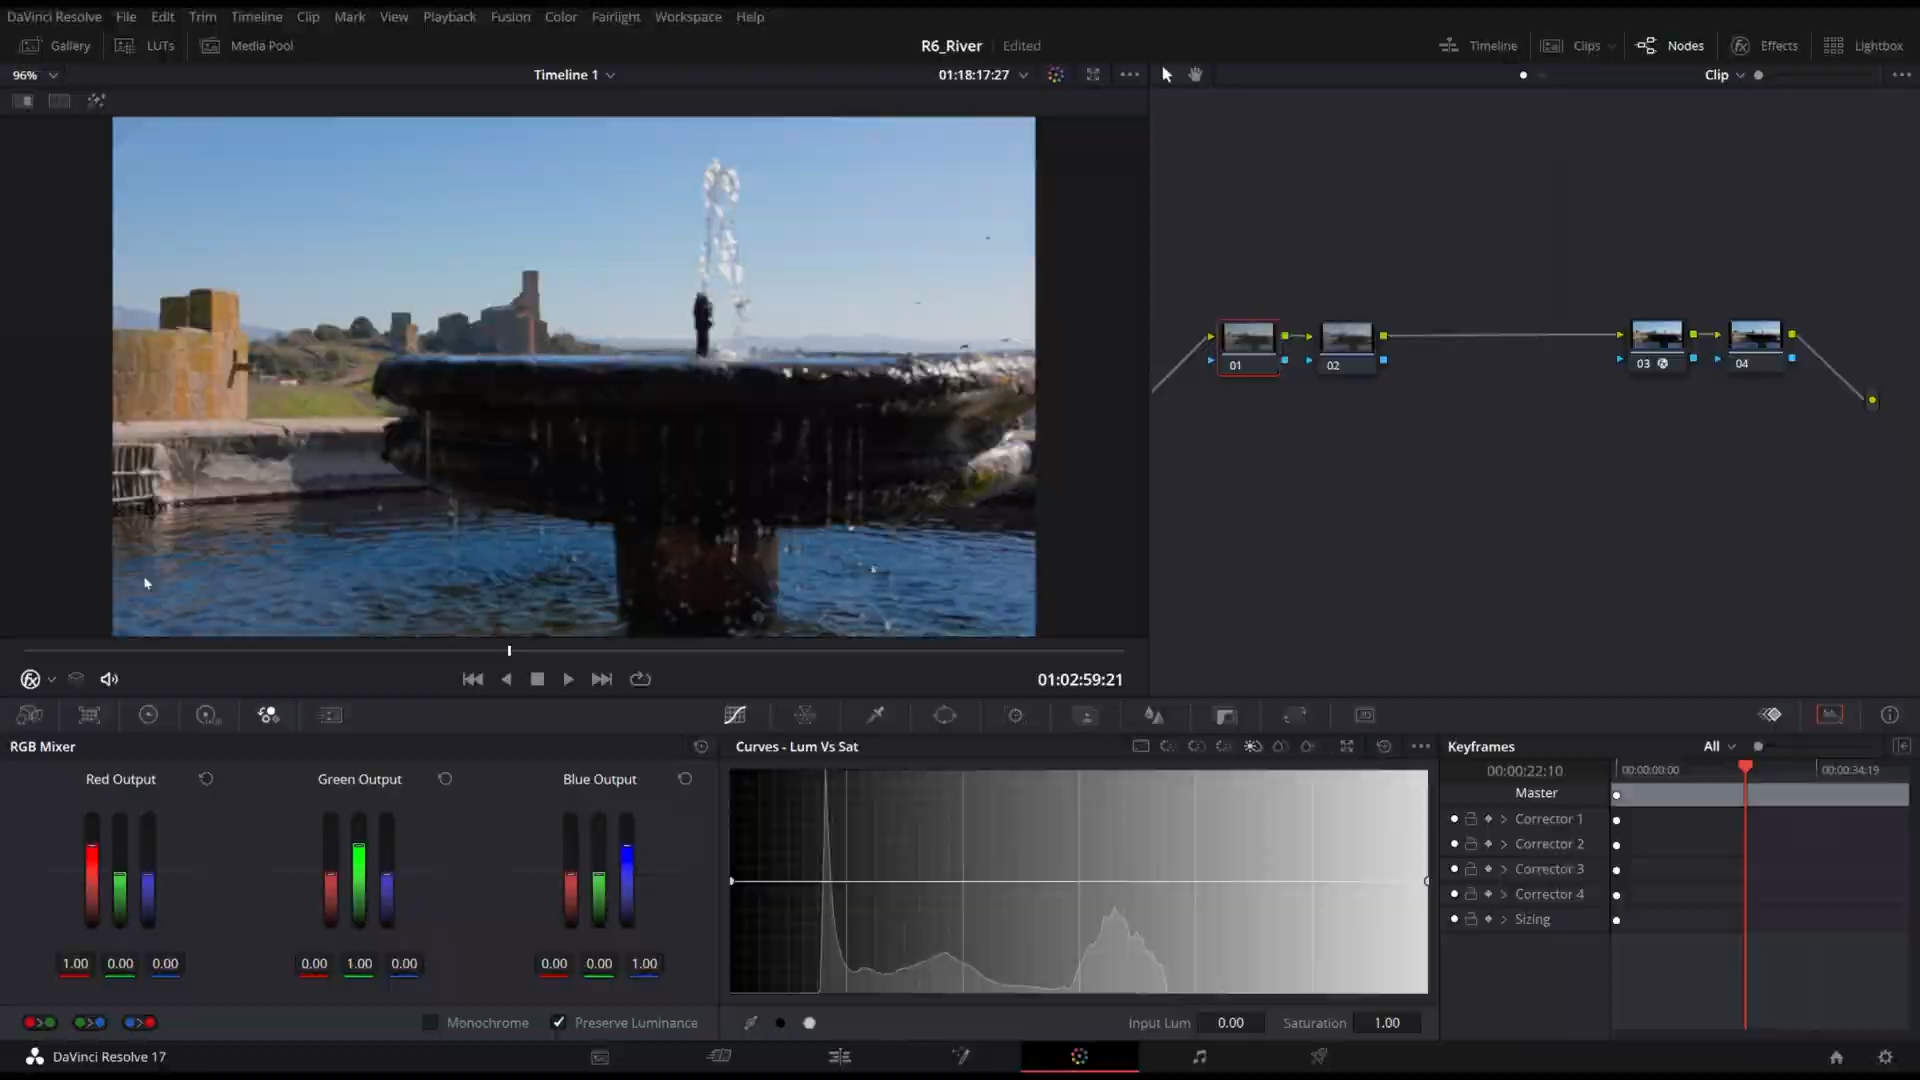 DaVinci Resolve File Edit Trim Timeline Clip Mark View Playback Fusion Color Fairlight Workspace Help
Gallery LUTs Media Pool R6_River Edited Timeline Clips Nodes Effects Lightbox
96% Timeline 1 01:18:17:27 Clip
01 02 03 04
01:02:59:21
RGB Mixer Curves - Lum Vs Sat Keyframes All
Red Output Green Output Blue Output 00:00:22:10 00:00:00:00 00:00:34:19
Master
Corrector 1
Corrector 2
Corrector 3
Corrector 4
Sizing
1.00 0.00 0.00 0.00 1.00 0.00 0.00 0.00 1.00
Monochrome Preserve Luminance Input Lum 0.00 Saturation 1.00
DaVinci Resolve 17